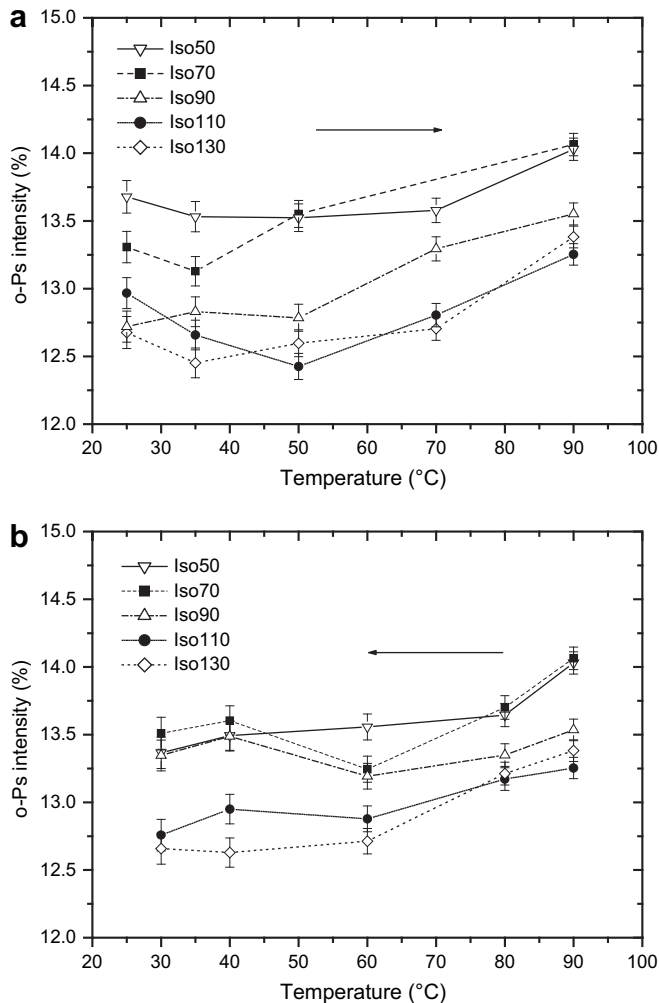 a
15.0
14.5
14.0
13.5
13.0
12.5
12.0
o-Ps intensity (%)
Iso50
Iso70
Iso90
Iso110
Iso130
20 30 40 50 60 70 80 90 100
Temperature (°C)
b
15.0
14.5
14.0
13.5
13.0
12.5
12.0
o-Ps intensity (%)
Iso50
Iso70
Iso90
Iso110
Iso130
20 30 40 50 60 70 80 90 100
Temperature (°C)